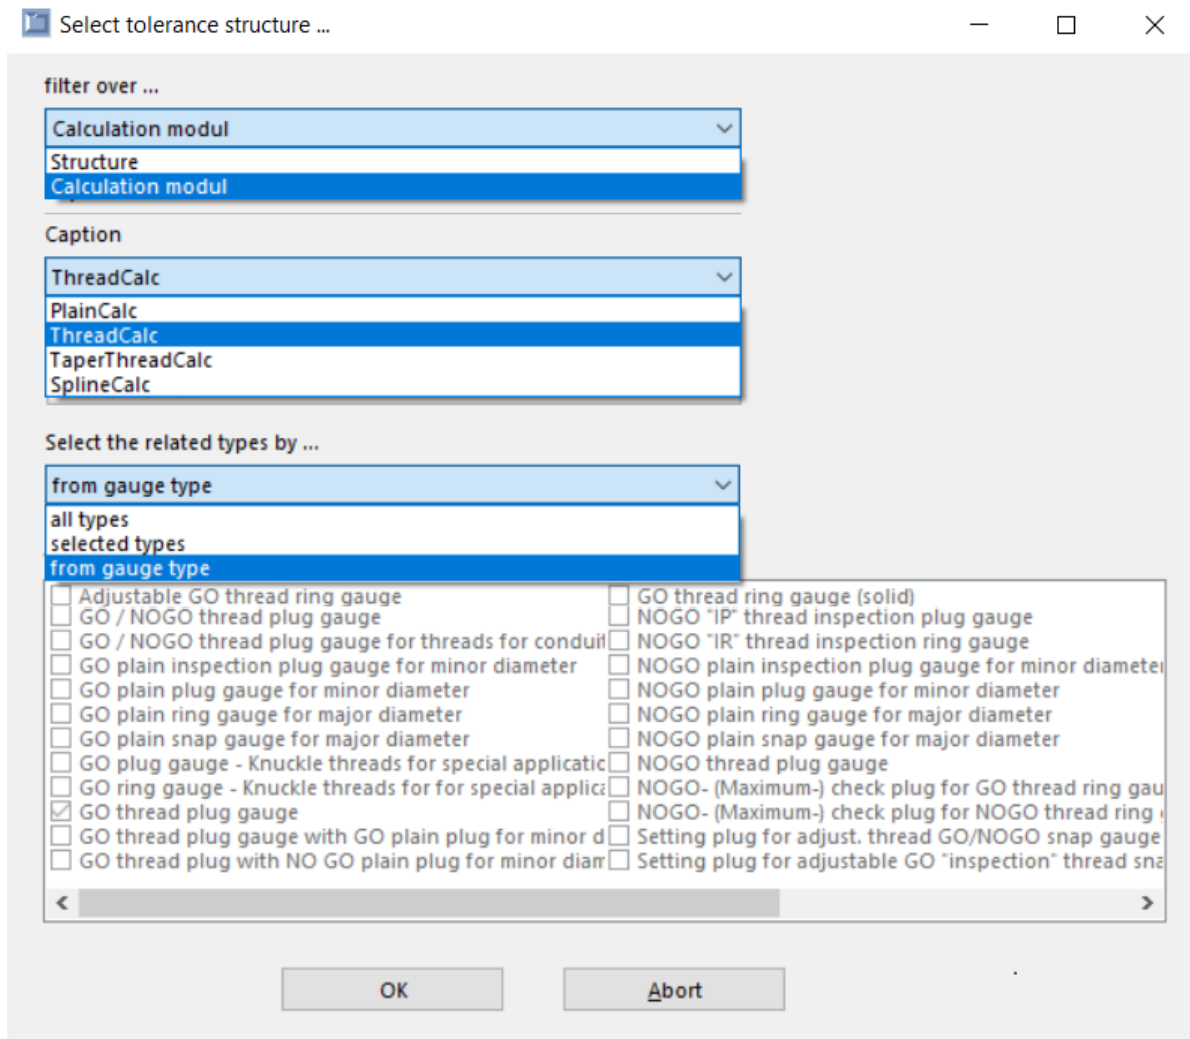 Select tolerance structure ...
filter over ...
Calculation modul
Structure
Calculation modul
Caption
ThreadCalc
PlainCalc
ThreadCalc
TaperThreadCalc
SplineCalc
Select the related types by ...
from gauge type
all types
selected types
from gauge type
Adjustable GO thread ring gauge
GO / NOGO thread plug gauge
GO / NOGO thread plug gauge for threads for conduit
GO plain inspection plug gauge for minor diameter
GO plain plug gauge for minor diameter
GO plain ring gauge for major diameter
GO plain snap gauge for major diameter
GO plug gauge - Knuckle threads for special applicatic
GO ring gauge - Knuckle threads for for special applica
GO thread plug gauge
GO thread plug gauge with GO plain plug for minor d
GO thread plug with NO GO plain plug for minor diam
GO thread ring gauge (solid)
NOGO "IP" thread inspection plug gauge
NOGO "IR" thread inspection ring gauge
NOGO plain inspection plug gauge for minor diameter
NOGO plain plug gauge for minor diameter
NOGO plain ring gauge for major diameter
NOGO plain snap gauge for major diameter
NOGO thread plug gauge
NOGO- (Maximum-) check plug for GO thread ring gau
NOGO- (Maximum-) check plug for NOGO thread ring
Setting plug for adjust. thread GO/NOGO snap gauge
Setting plug for adjustable GO "inspection" thread sna
OK
Abort